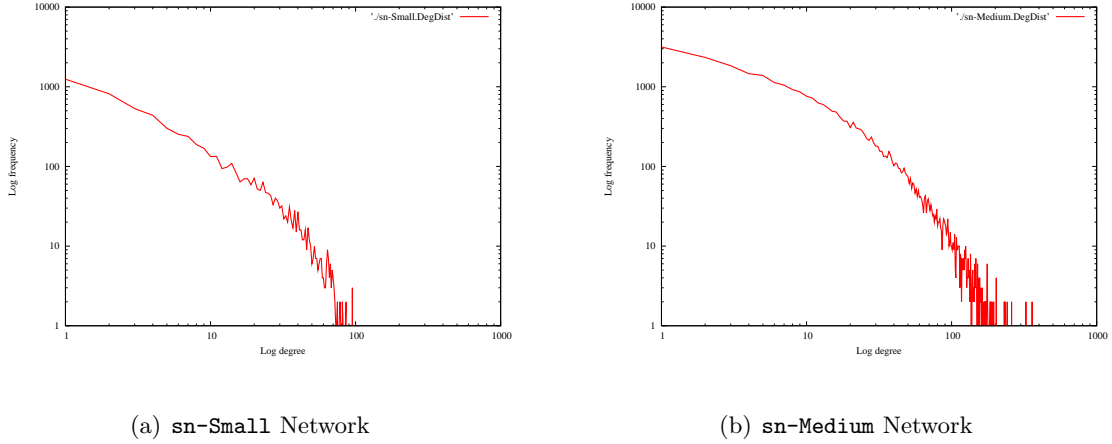 10000
1000
100
10
1
1
10
100
1000
Log frequency
Log degree
'./sn-Small.DegDist'
(a) sn-Small Network
10000
1000
100
10
1
1
10
100
1000
Log frequency
Log degree
'./sn-Medium.DegDist'
(b) sn-Medium Network